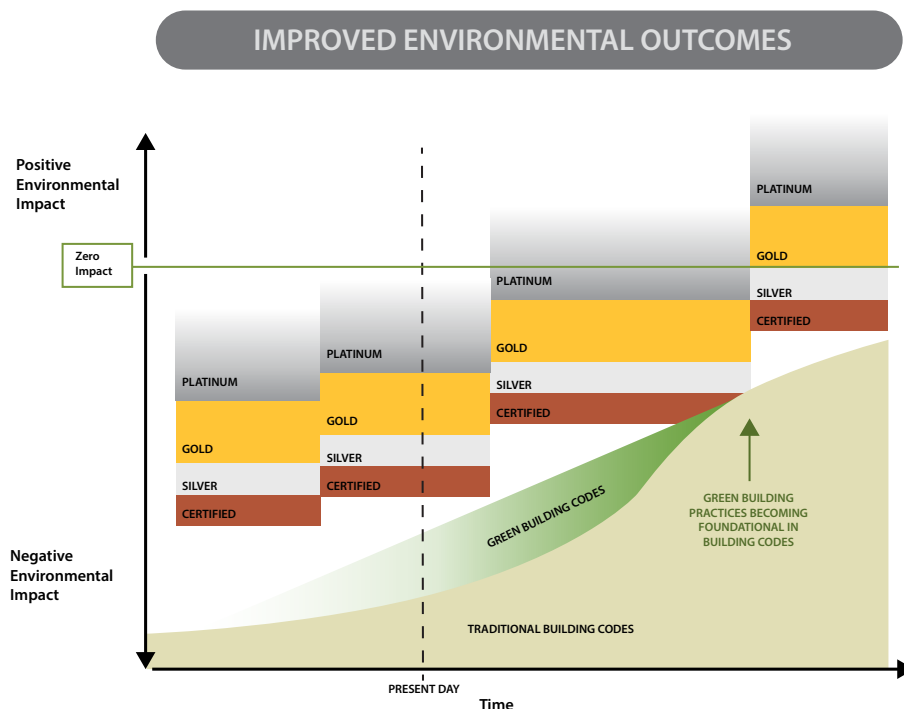 IMPROVED ENVIRONMENTAL OUTCOMES
Positive
Environmental
Impact
Zero
Impact
Negative
Environmental
Impact
PLATINUM
GOLD
SILVER
CERTIFIED
PLATINUM
GOLD
SILVER
CERTIFIED
PLATINUM
GOLD
SILVER
CERTIFIED
PLATINUM
GOLD
SILVER
CERTIFIED
GREEN BUILDING CODES
GREEN BUILDING
PRACTICES BECOMING
FOUNDATIONAL IN
BUILDING CODES
TRADITIONAL BUILDING CODES
PRESENT DAY
Time